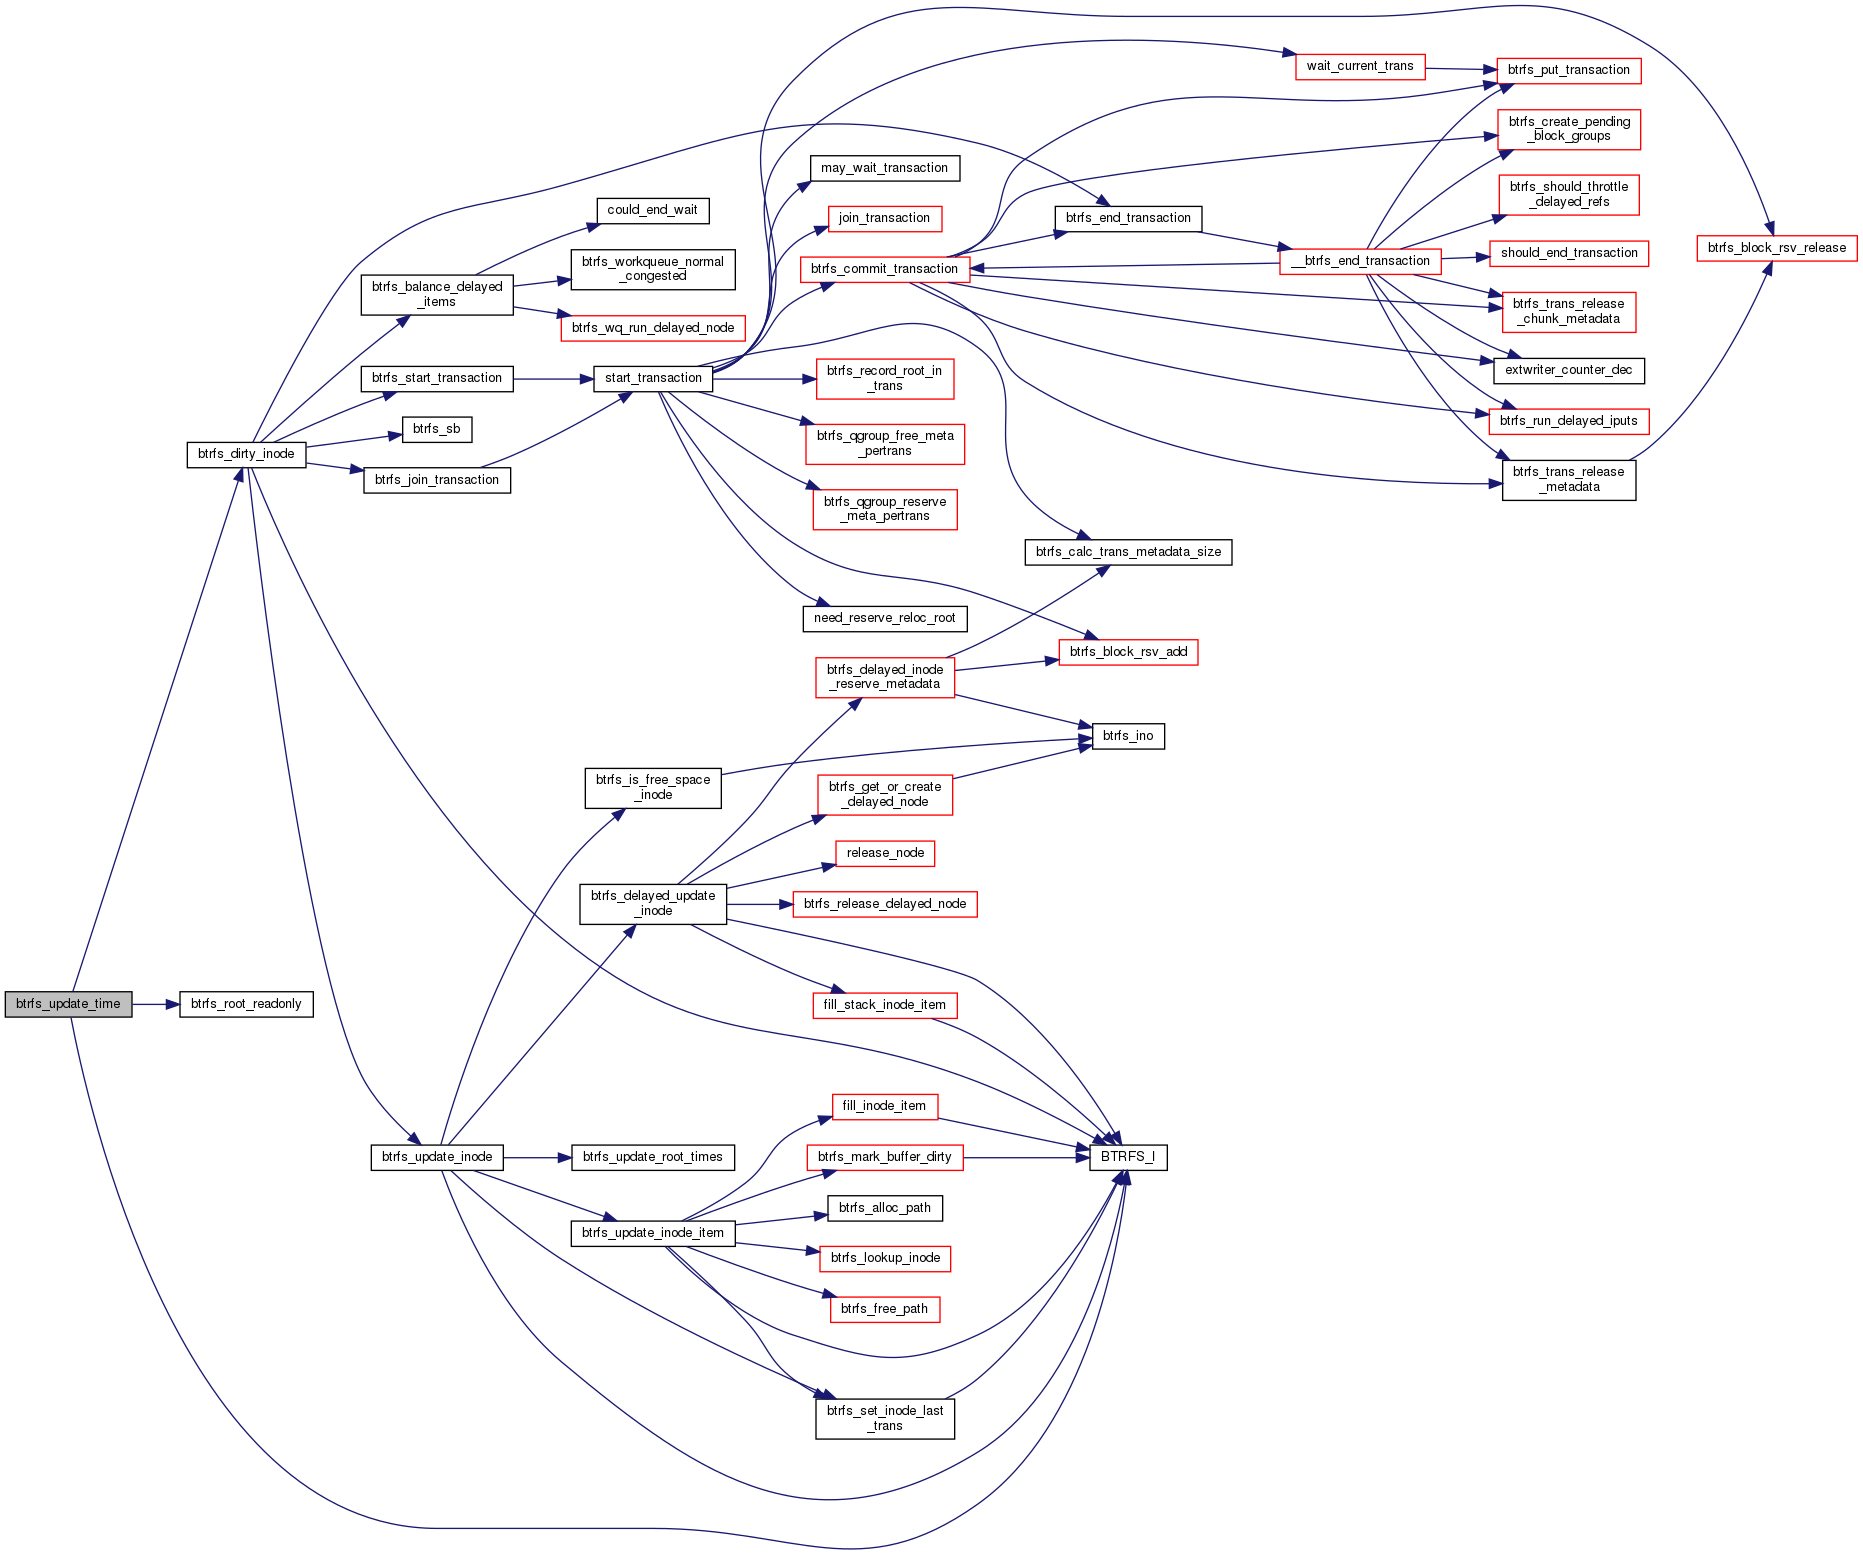 btrfs_update_time
btrfs_root_readonly
btrfs_dirty_inode
btrfs_balance_delayed
_items
btrfs_start_transaction
btrfs_sb
btrfs_join_transaction
btrfs_update_inode
could_end_wait
btrfs_workqueue_normal
_congested
btrfs_wq_run_delayed_node
start_transaction
btrfs_is_free_space
_inode
btrfs_delayed_update
_inode
btrfs_update_root_times
btrfs_update_inode_item
may_wait_transaction
join_transaction
btrfs_commit_transaction
btrfs_record_root_in
_trans
btrfs_qgroup_free_meta
_pertrans
btrfs_qgroup_reserve
_meta_pertrans
need_reserve_reloc_root
btrfs_delayed_inode
_reserve_metadata
btrfs_get_or_create
_delayed_node
release_node
btrfs_release_delayed_node
fill_stack_inode_item
fill_inode_item
btrfs_mark_buffer_dirty
btrfs_alloc_path
btrfs_lookup_inode
btrfs_free_path
btrfs_set_inode_last
_trans
btrfs_end_transaction
btrfs_calc_trans_metadata_size
btrfs_block_rsv_add
btrfs_ino
BTRFS_I
wait_current_trans
__btrfs_end_transaction
btrfs_put_transaction
btrfs_create_pending
_block_groups
btrfs_should_throttle
_delayed_refs
should_end_transaction
btrfs_trans_release
_chunk_metadata
extwriter_counter_dec
btrfs_run_delayed_iputs
btrfs_trans_release
_metadata
btrfs_block_rsv_release